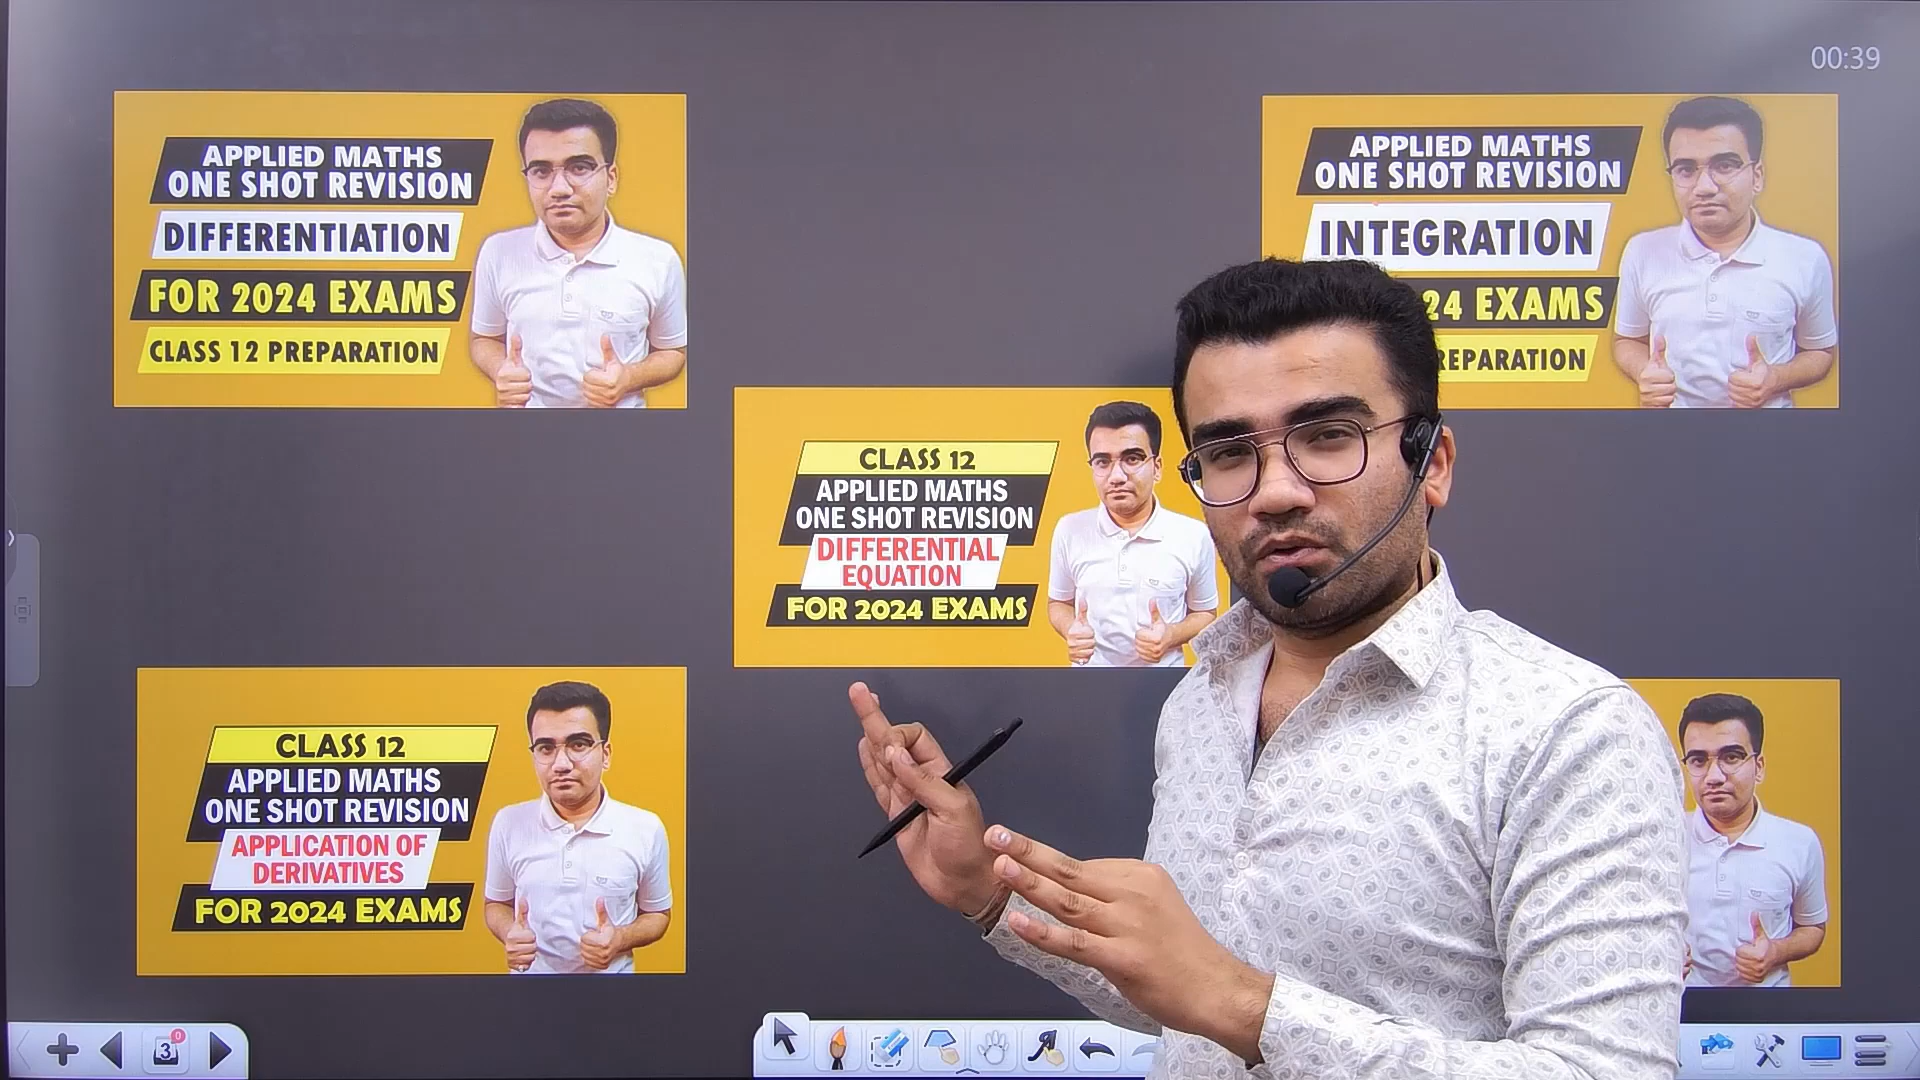 00:39
APPLIED MATHS
ONE SHOT REVISION
DIFFERENTIATION
FOR 2024 EXAMS
CLASS 12 PREPARATION
APPLIED MATHS
ONE SHOT REVISION
INTEGRATION
24 EXAMS
REPARATION
CLASS 12
APPLIED MATHS
ONE SHOT REVISION
DIFFERENTIAL
EQUATION
FOR 2024 EXAMS
CLASS 12
APPLIED MATHS
ONE SHOT REVISION
APPLICATION OF
DERIVATIVES
FOR 2024 EXAMS
3
0